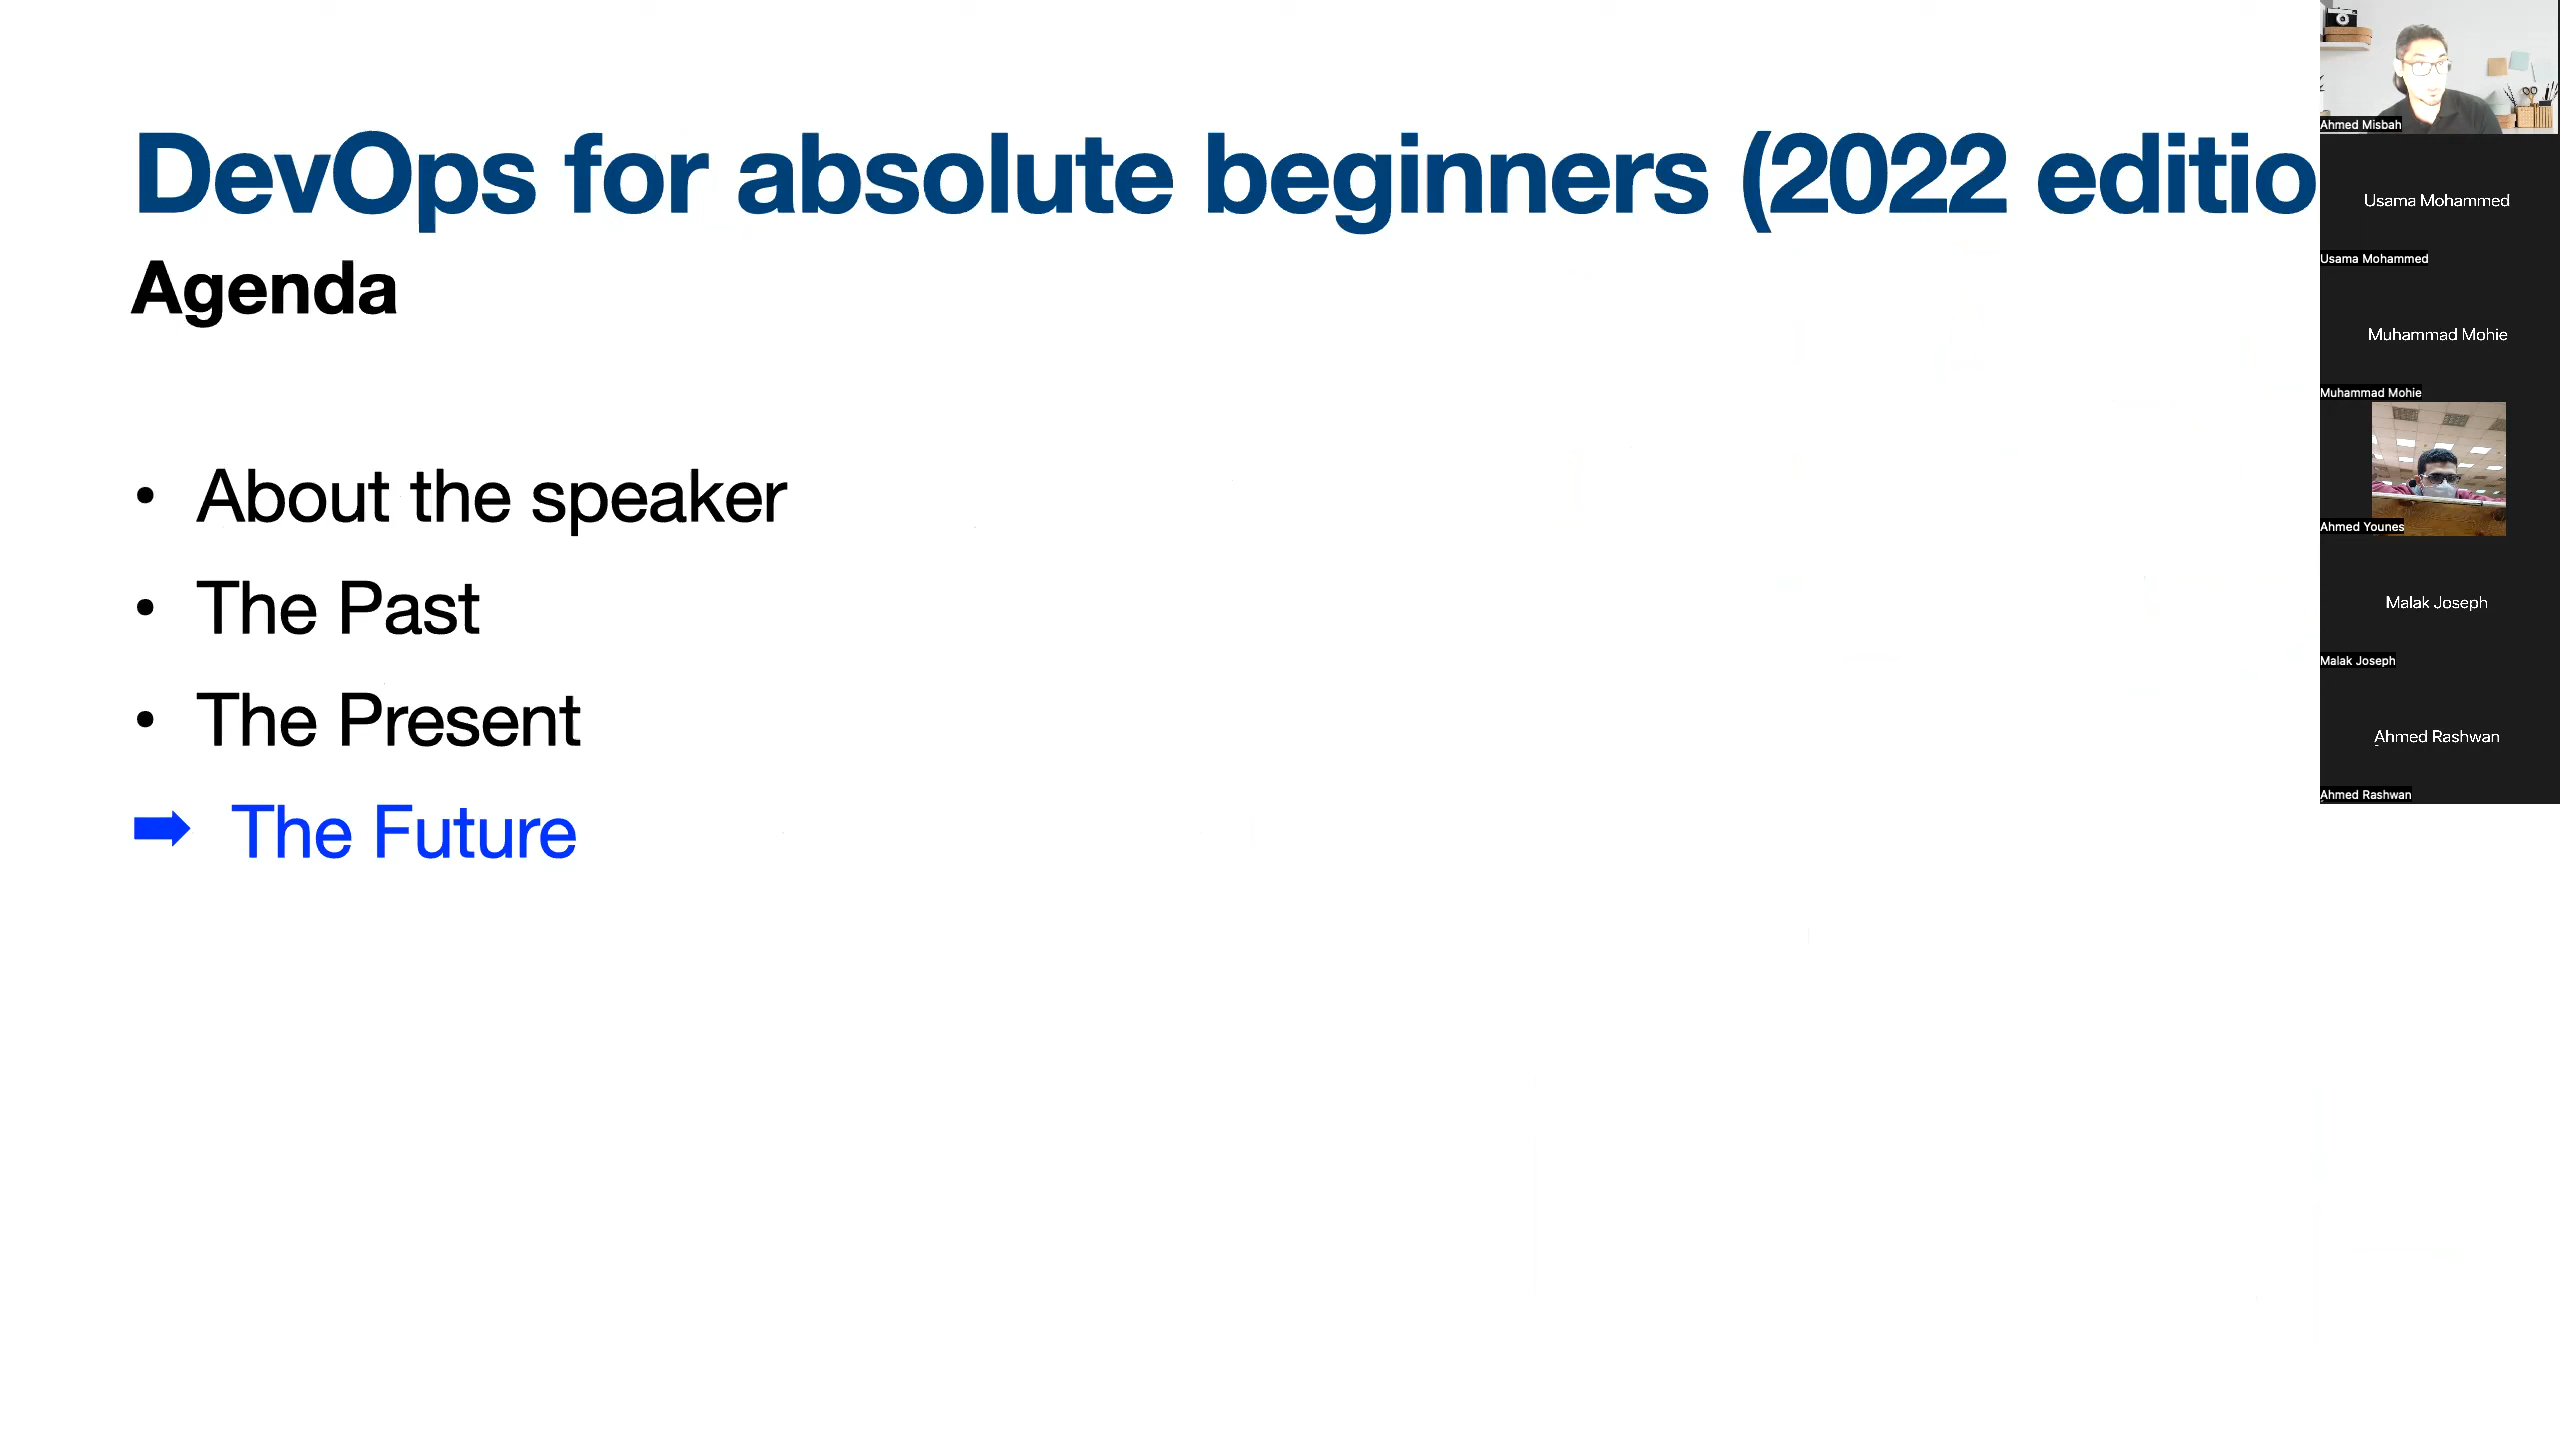 DevOps for absolute beginners (2022 editio
Agenda
• About the speaker
• The Past
• The Present
➡ The Future
Ahmed Misbah
Usama Mohammed
Usama Mohammed
Muhammad Mohie
Muhammad Mohie
Ahmed Younes
Malak Joseph
Malak Joseph
Ahmed Rashwan
Ahmed Rashwan